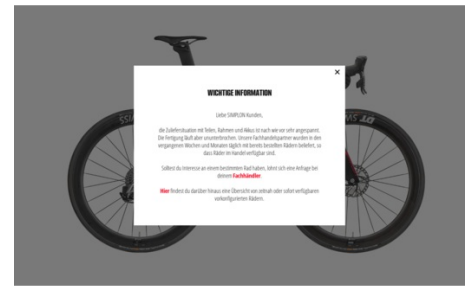 WICHTIGE INFORMATION
Liebe SIMPLON Kunden,
die Zuliefersituation mit Teilen, Rahmen und Akkus ist nach wie vor sehr angespannt.
Die Fertigung läuft aber ununterbrochen. Unsere Fachhandelspartner wurden in den
vergangenen Wochen und Monaten täglich mit bereits bestellten Rädern beliefert, so
dass Räder im Handel verfügbar sind.
Solltest du Interesse an einem bestimmten Rad haben, lohnt sich eine Anfrage bei
deinem Fachhändler.
Hier findest du darüber hinaus eine Übersicht von zeitnah oder sofort verfügbaren
vorkonfigurierten Rädern.